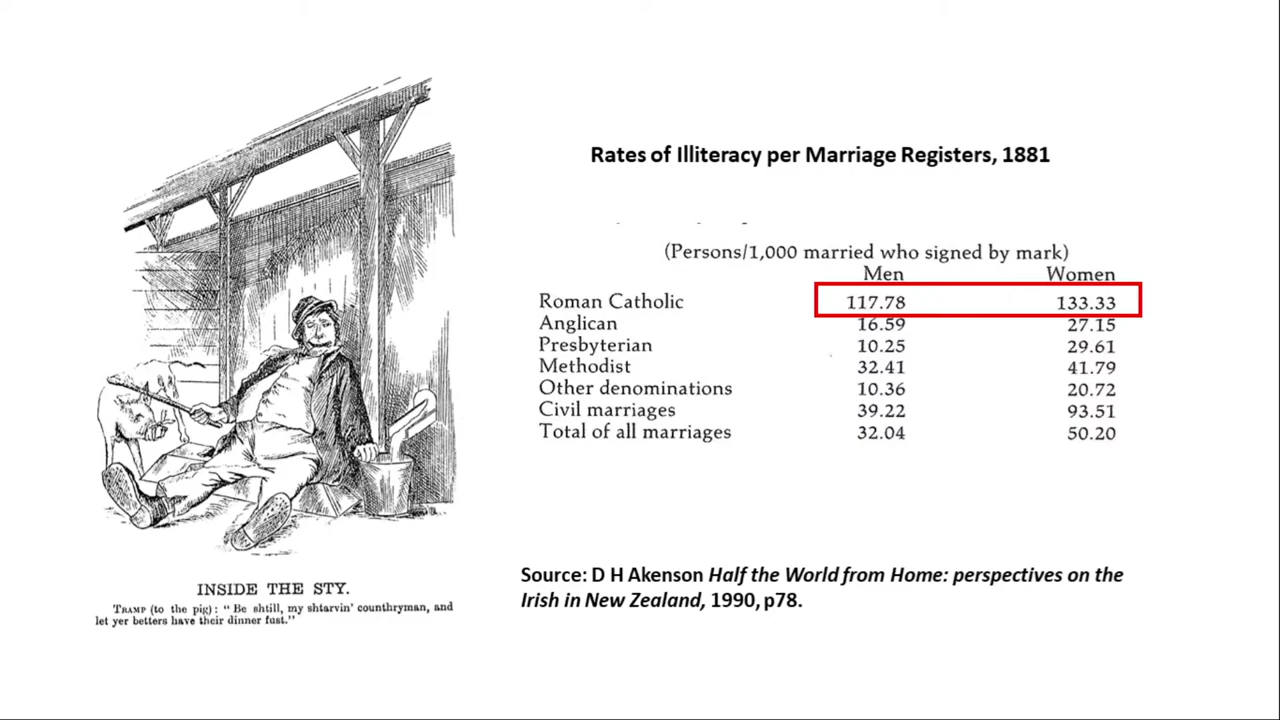 Rates of Illiteracy per Marriage Registers, 1881
(Persons/1,000 married who signed by mark)
Men Women
Roman Catholic 117.78 133.33
Anglican 16.59 27.15
Presbyterian 10.25 29.61
Methodist 32.41 41.79
Other denominations 10.36 20.72
Civil marriages 39.22 93.51
Total of all marriages 32.04 50.20
Source: D H Akenson Half the World from Home: perspectives on the
Irish in New Zealand, 1990, p78.
INSIDE THE STY.
TRAMP (to the pig): "Be shtill, my shtarvin' counthryman, and
let yer betters have their dinner fust."